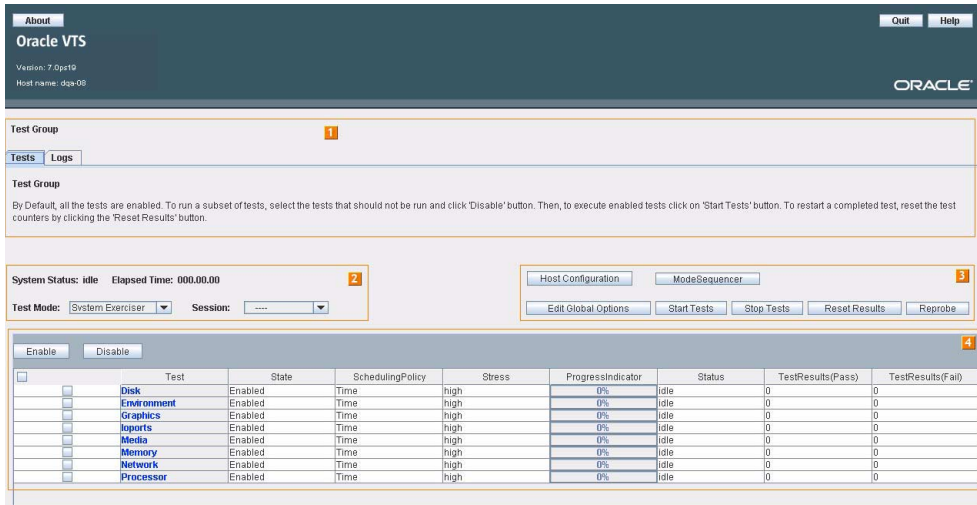 About
Quit Help
Oracle VTS
Version: 7.0ps19
Host name: dqa-08
ORACLE
Test Group
1
Tests Logs
Test Group
By Default, all the tests are enabled. To run a subset of tests, select the tests that should not be run and click 'Disable' button. Then, to execute enabled tests click on 'Start Tests' button. To restart a completed test, reset the test
counters by clicking the 'Reset Results' button.
System Status: idle Elapsed Time: 000.00.00 2
Test Mode: System Exerciser Session: ----
Host Configuration ModeSequencer 3
Edit Global Options Start Tests Stop Tests Reset Results Reprobe
4
Enable Disable
Test State SchedulingPolicy Stress ProgressIndicator Status TestResults(Pass) TestResults(Fail)
Disk Enabled Time high 0% idle 0 0
Environment Enabled Time high 0% idle 0 0
Graphics Enabled Time high 0% idle 0 0
Ioports Enabled Time high 0% idle 0 0
Media Enabled Time high 0% idle 0 0
Memory Enabled Time high 0% idle 0 0
Network Enabled Time high 0% idle 0 0
Processor Enabled Time high 0% idle 0 0